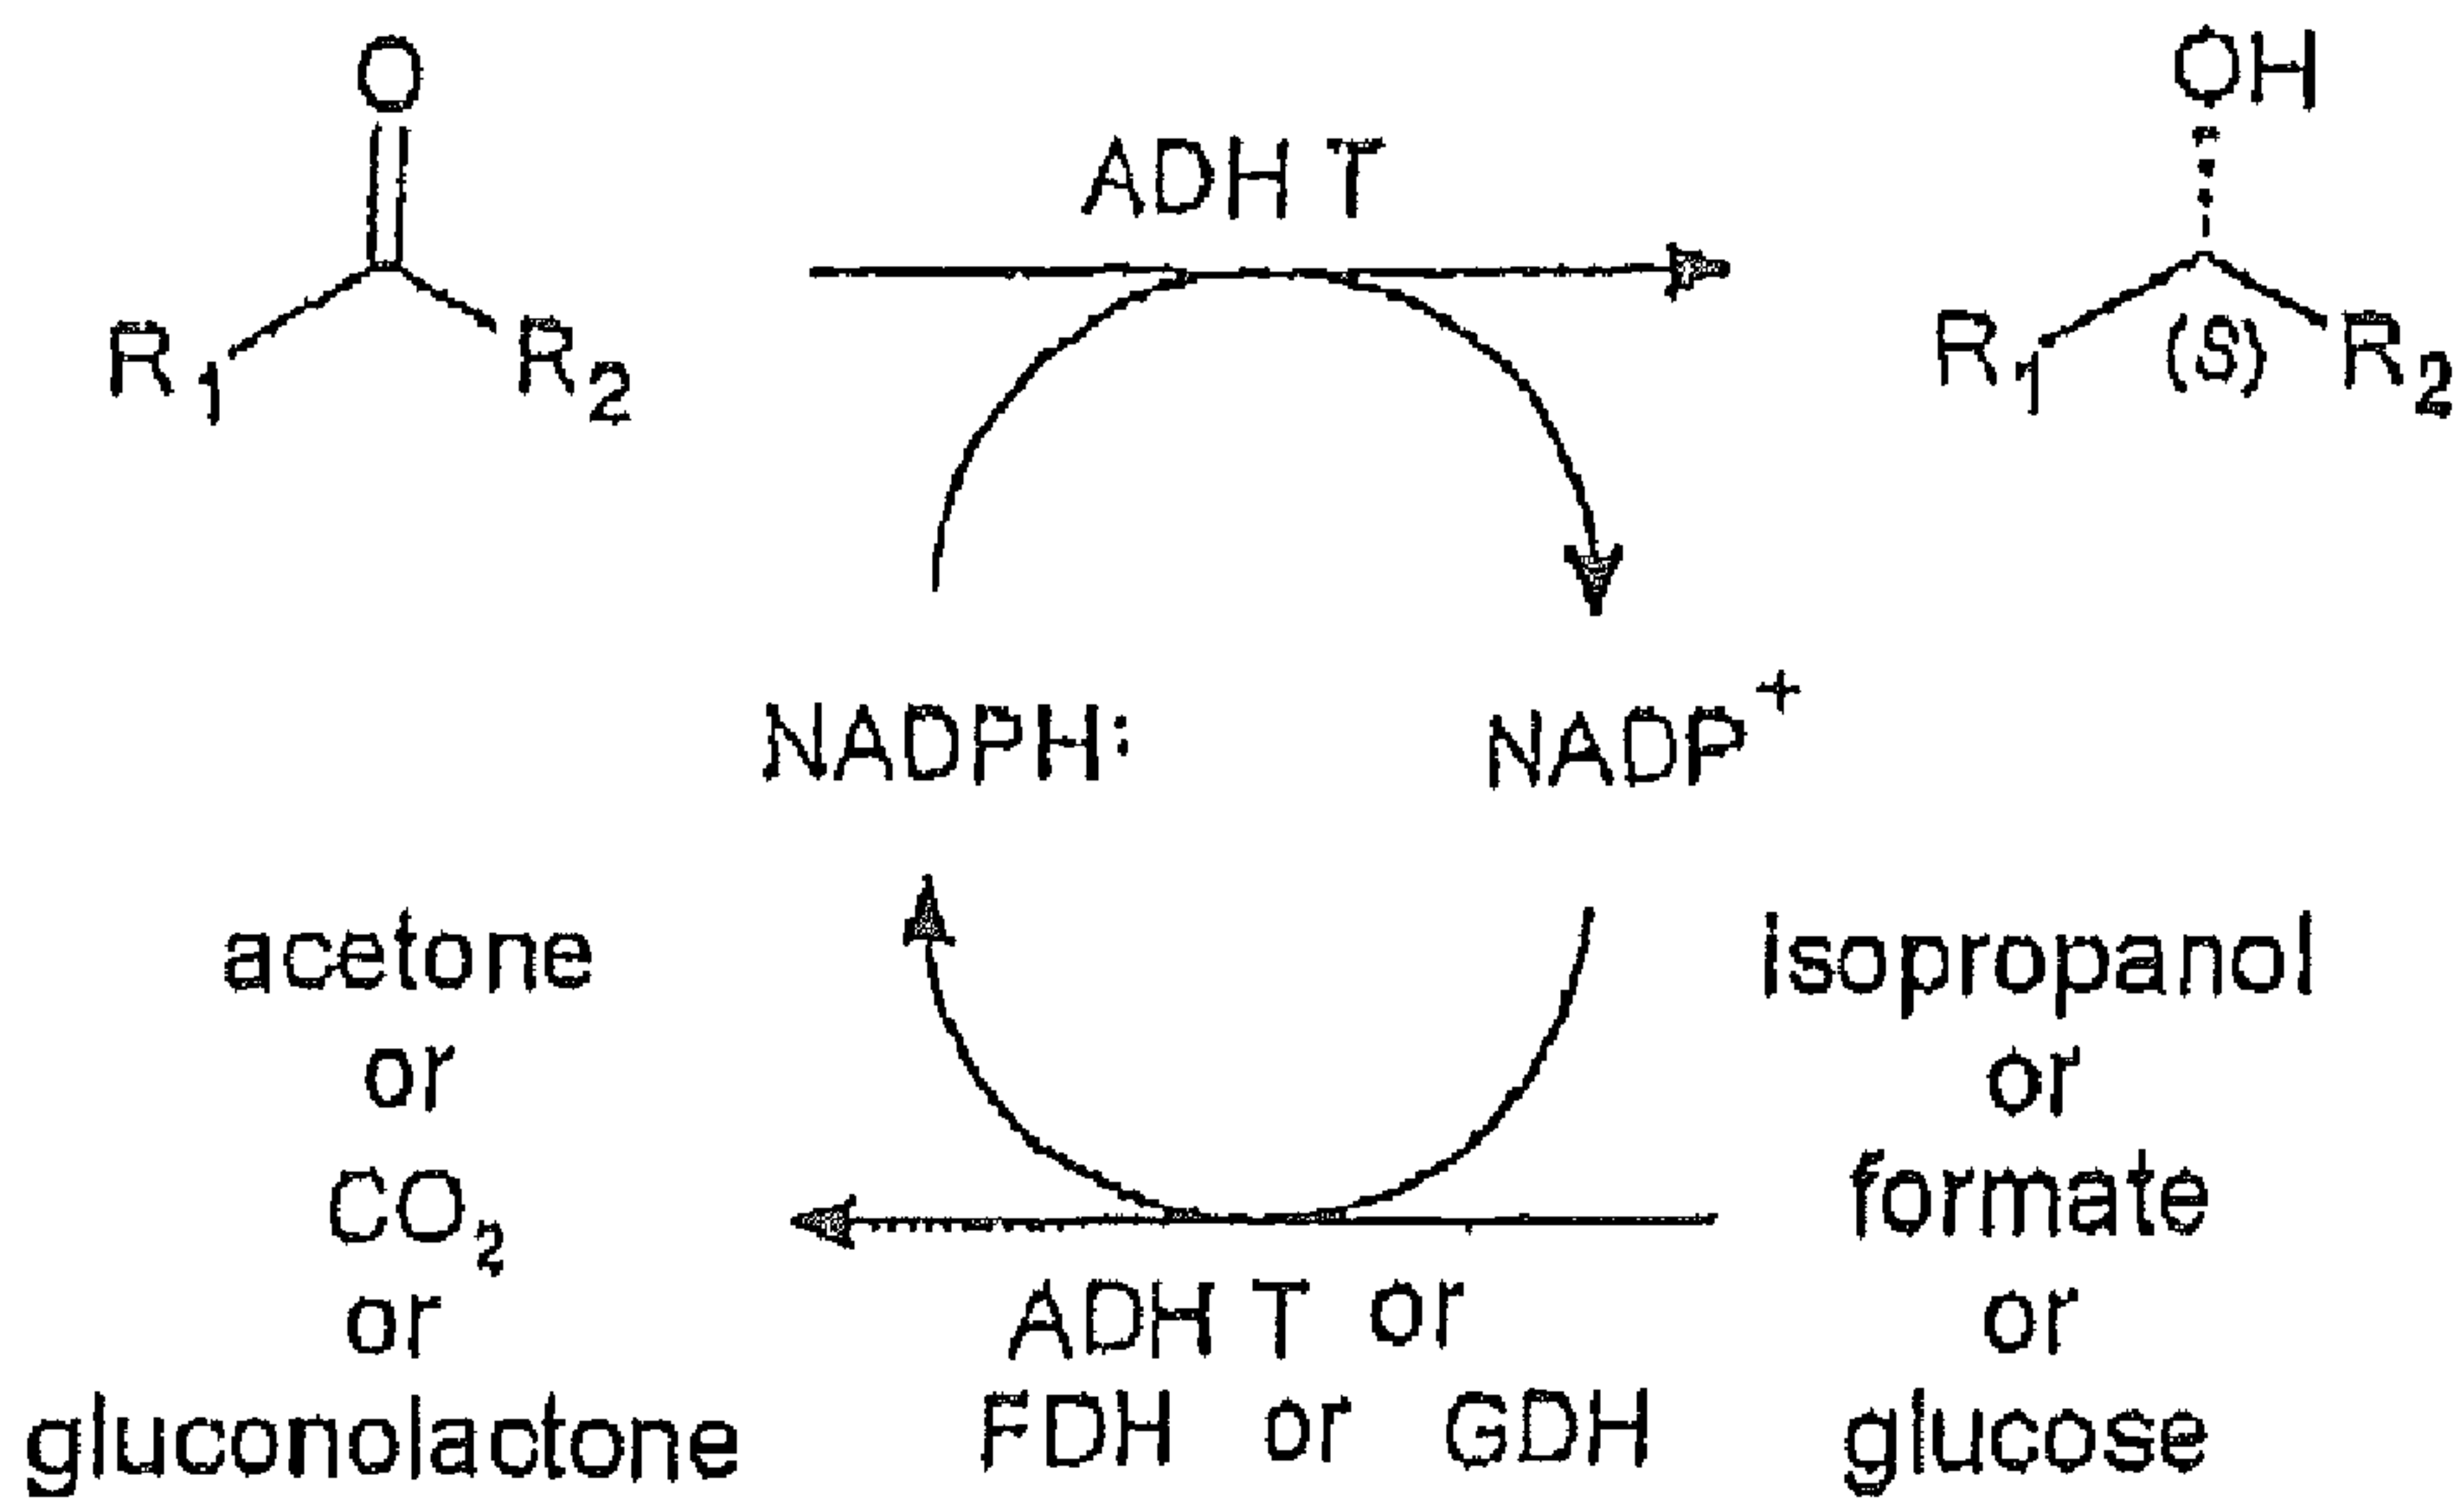 O
OH
ADH T
R1
R2
R1 (S) R2
NADPH:
NADP+
acetone
or
CO2
or
gluconolactone
isopropanol
or
formate
or
glucose
ADH T or
FDH or GDH